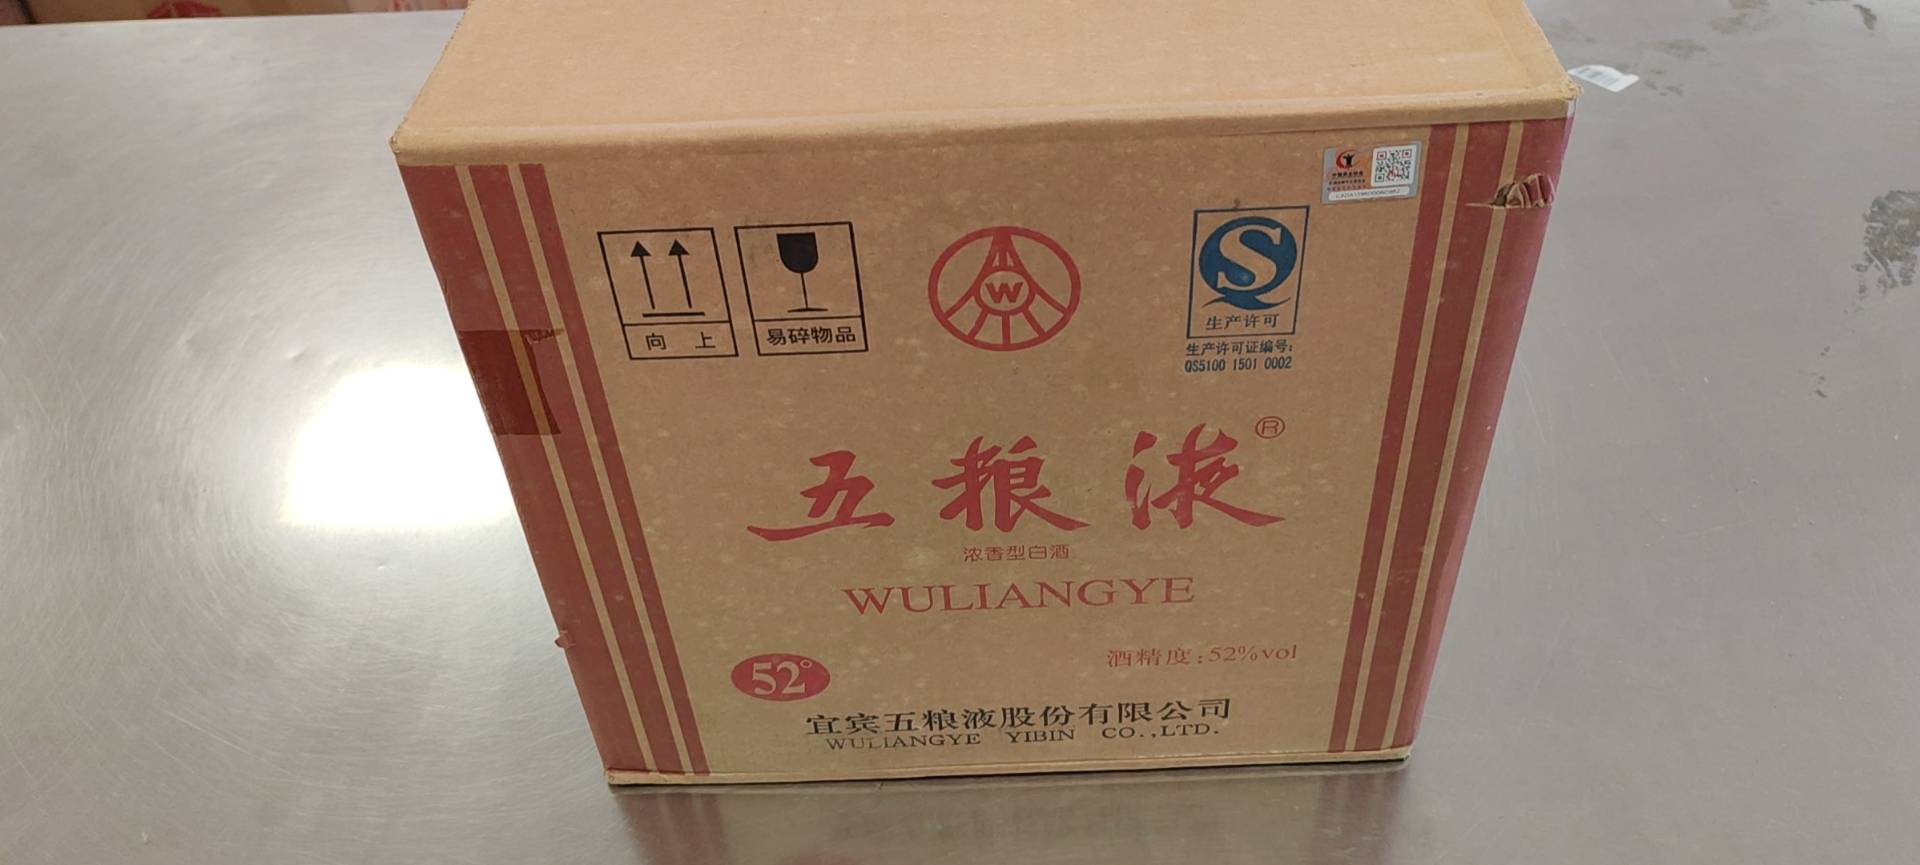 向 上
易碎物品
W
S
生产许可
生产许可证编号:
QS5100 1501 0002
五粮液®
浓香型白酒
WULIANGYE
52°
酒精度:52%vol
宜宾五粮液股份有限公司
WULIANGYE YIBIN CO.,LTD.